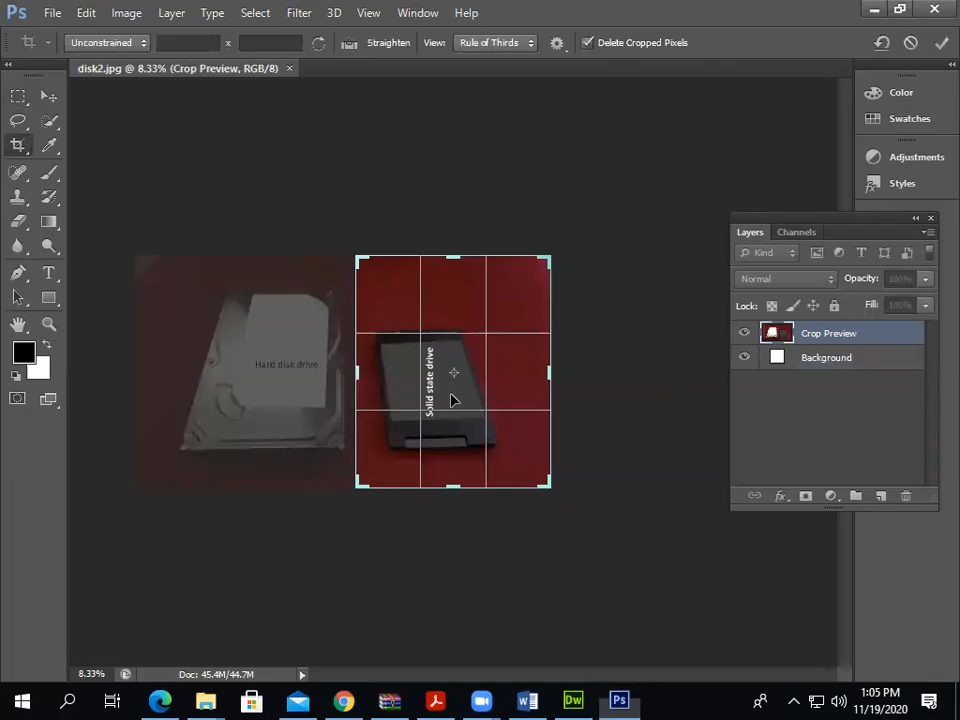 Ps File Edit Image Layer Type Select Filter 3D View Window Help
Unconstrained x Straighten View: Rule of Thirds Delete Cropped Pixels
disk2.jpg @ 8.33% (Crop Preview, RGB/8) ×
Color
Swatches
Adjustments
Styles
Layers Channels
Kind
Normal Opacity: 100%
Lock: Fill: 100%
Crop Preview
Background
Hard disk drive
Solid state drive
8.33% Doc: 45.4M/44.7M
1:05 PM
11/19/2020